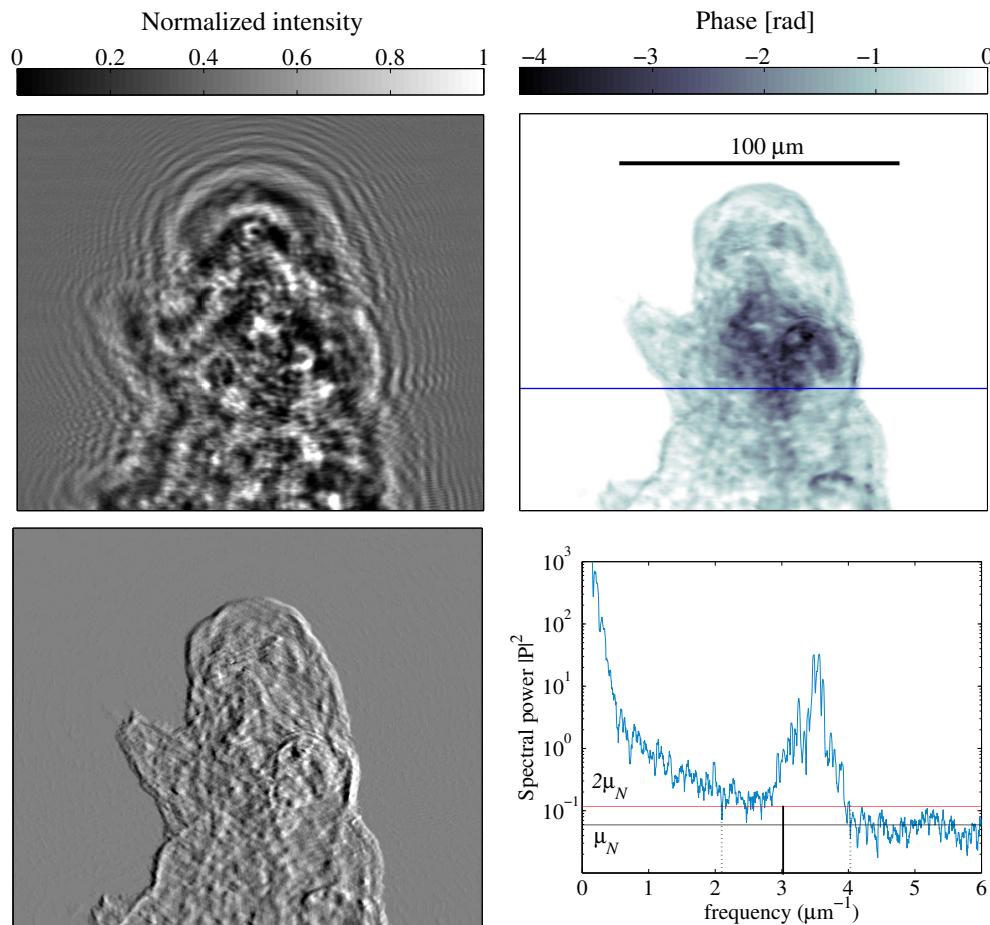 Normalized intensity
0 0.2 0.4 0.6 0.8 1
Phase [rad]
−4 −3 −2 −1 0
100 μm
Spectral power |P|²
10³
10²
10¹
10⁰
10⁻¹
2μ_N
μ_N
0 1 2 3 4 5 6
frequency (μm⁻¹)